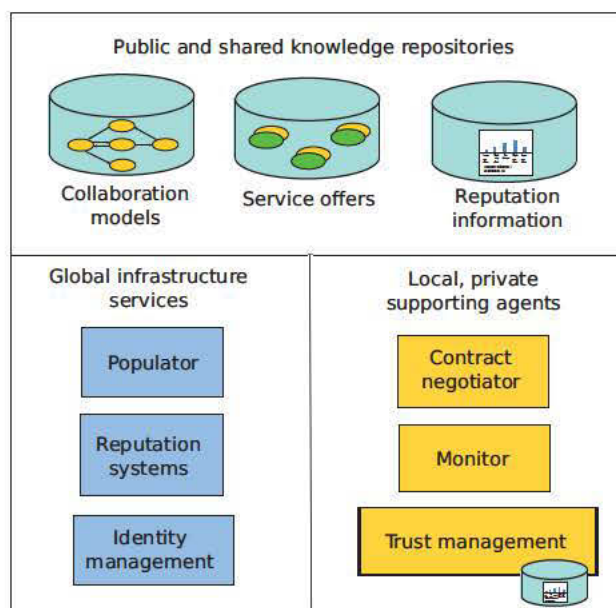 Public and shared knowledge repositories
Collaboration
models
Service offers
Reputation
information
Global infrastructure
services
Populator
Reputation
systems
Identity
management
Local, private
supporting agents
Contract
negotiator
Monitor
Trust management